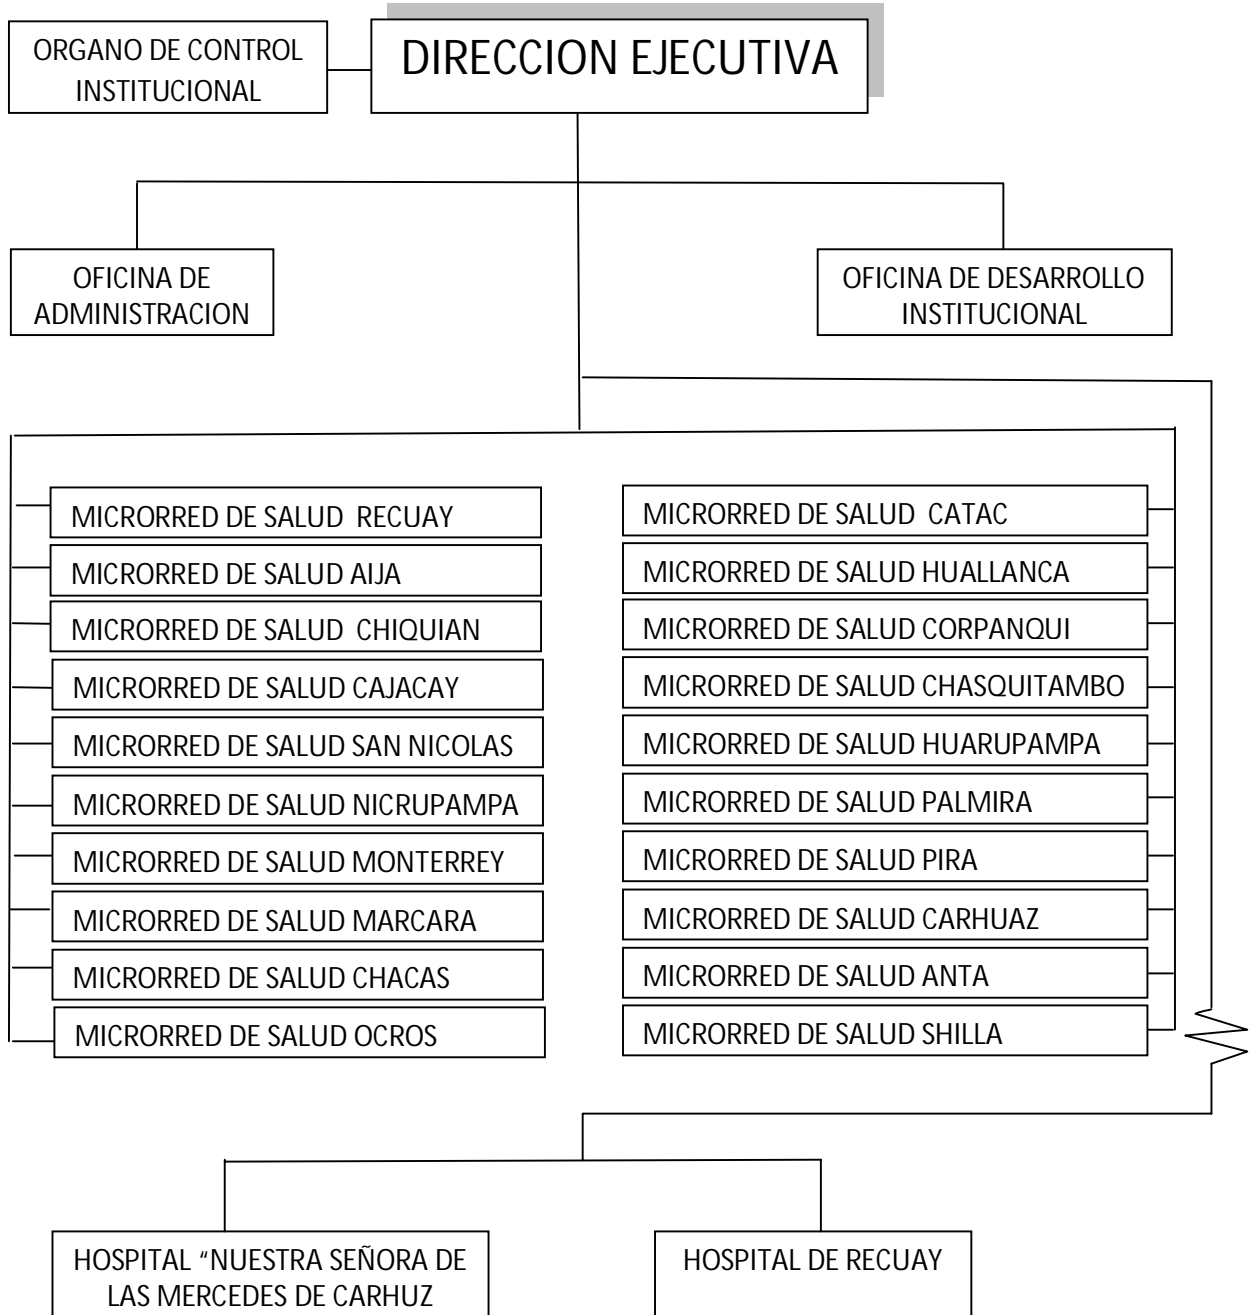 ORGANO DE CONTROL
INSTITUCIONAL
DIRECCION EJECUTIVA
OFICINA DE
ADMINISTRACION
OFICINA DE DESARROLLO
INSTITUCIONAL
MICRORRED DE SALUD RECUAY
MICRORRED DE SALUD AIJA
MICRORRED DE SALUD CHIQUIAN
MICRORRED DE SALUD CAJACAY
MICRORRED DE SALUD SAN NICOLAS
MICRORRED DE SALUD NICRUPAMPA
MICRORRED DE SALUD MONTERREY
MICRORRED DE SALUD MARCARA
MICRORRED DE SALUD CHACAS
MICRORRED DE SALUD OCROS
MICRORRED DE SALUD CATAC
MICRORRED DE SALUD HUALLANCA
MICRORRED DE SALUD CORPANQUI
MICRORRED DE SALUD CHASQUITAMBO
MICRORRED DE SALUD HUARUPAMPA
MICRORRED DE SALUD PALMIRA
MICRORRED DE SALUD PIRA
MICRORRED DE SALUD CARHUAZ
MICRORRED DE SALUD ANTA
MICRORRED DE SALUD SHILLA
HOSPITAL “NUESTRA SEÑORA DE
LAS MERCEDES DE CARHUZ
HOSPITAL DE RECUAY